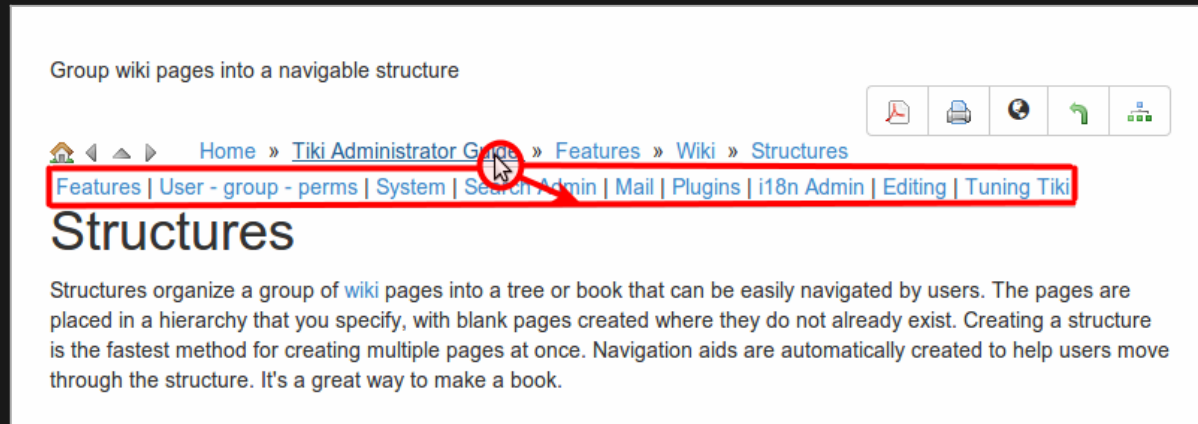 Group wiki pages into a navigable structure
Home » Tiki Administrator Guide » Features » Wiki » Structures
Features | User - group - perms | System | Search Admin | Mail | Plugins | i18n Admin | Editing | Tuning Tiki
Structures
Structures organize a group of wiki pages into a tree or book that can be easily navigated by users. The pages are
placed in a hierarchy that you specify, with blank pages created where they do not already exist. Creating a structure
is the fastest method for creating multiple pages at once. Navigation aids are automatically created to help users move
through the structure. It's a great way to make a book.